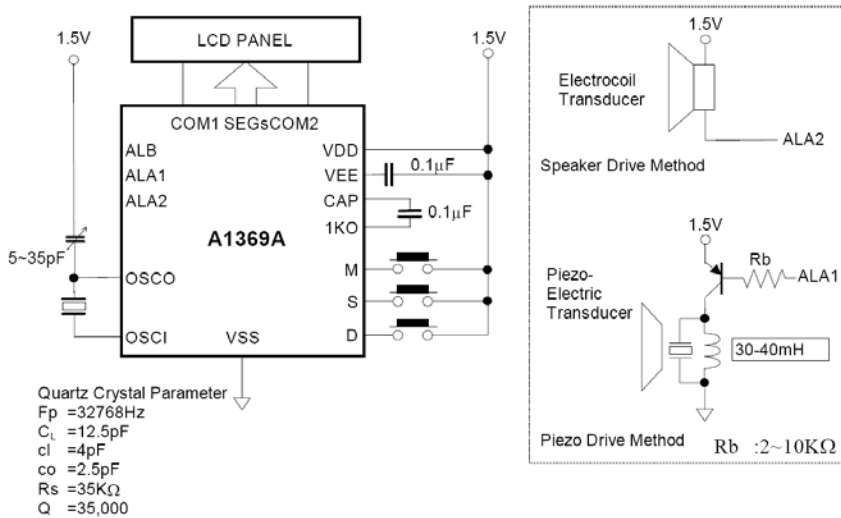 1.5V
LCD PANEL
1.5V
COM1 SEGsCOM2
ALB
VDD
ALA1
VEE
0.1µF
ALA2
CAP
0.1µF
A1369A
1KO
5~35pF
OSCO
M
S
OSCI
VSS
D
Quartz Crystal Parameter
Fp =32768Hz
CL =12.5pF
cl =4pF
co =2.5pF
Rs =35KΩ
Q =35,000
1.5V
Electrocoil
Transducer
ALA2
Speaker Drive Method
1.5V
Rb
ALA1
Piezo-
Electric
Transducer
30-40mH
Piezo Drive Method
Rb :2~10KΩ